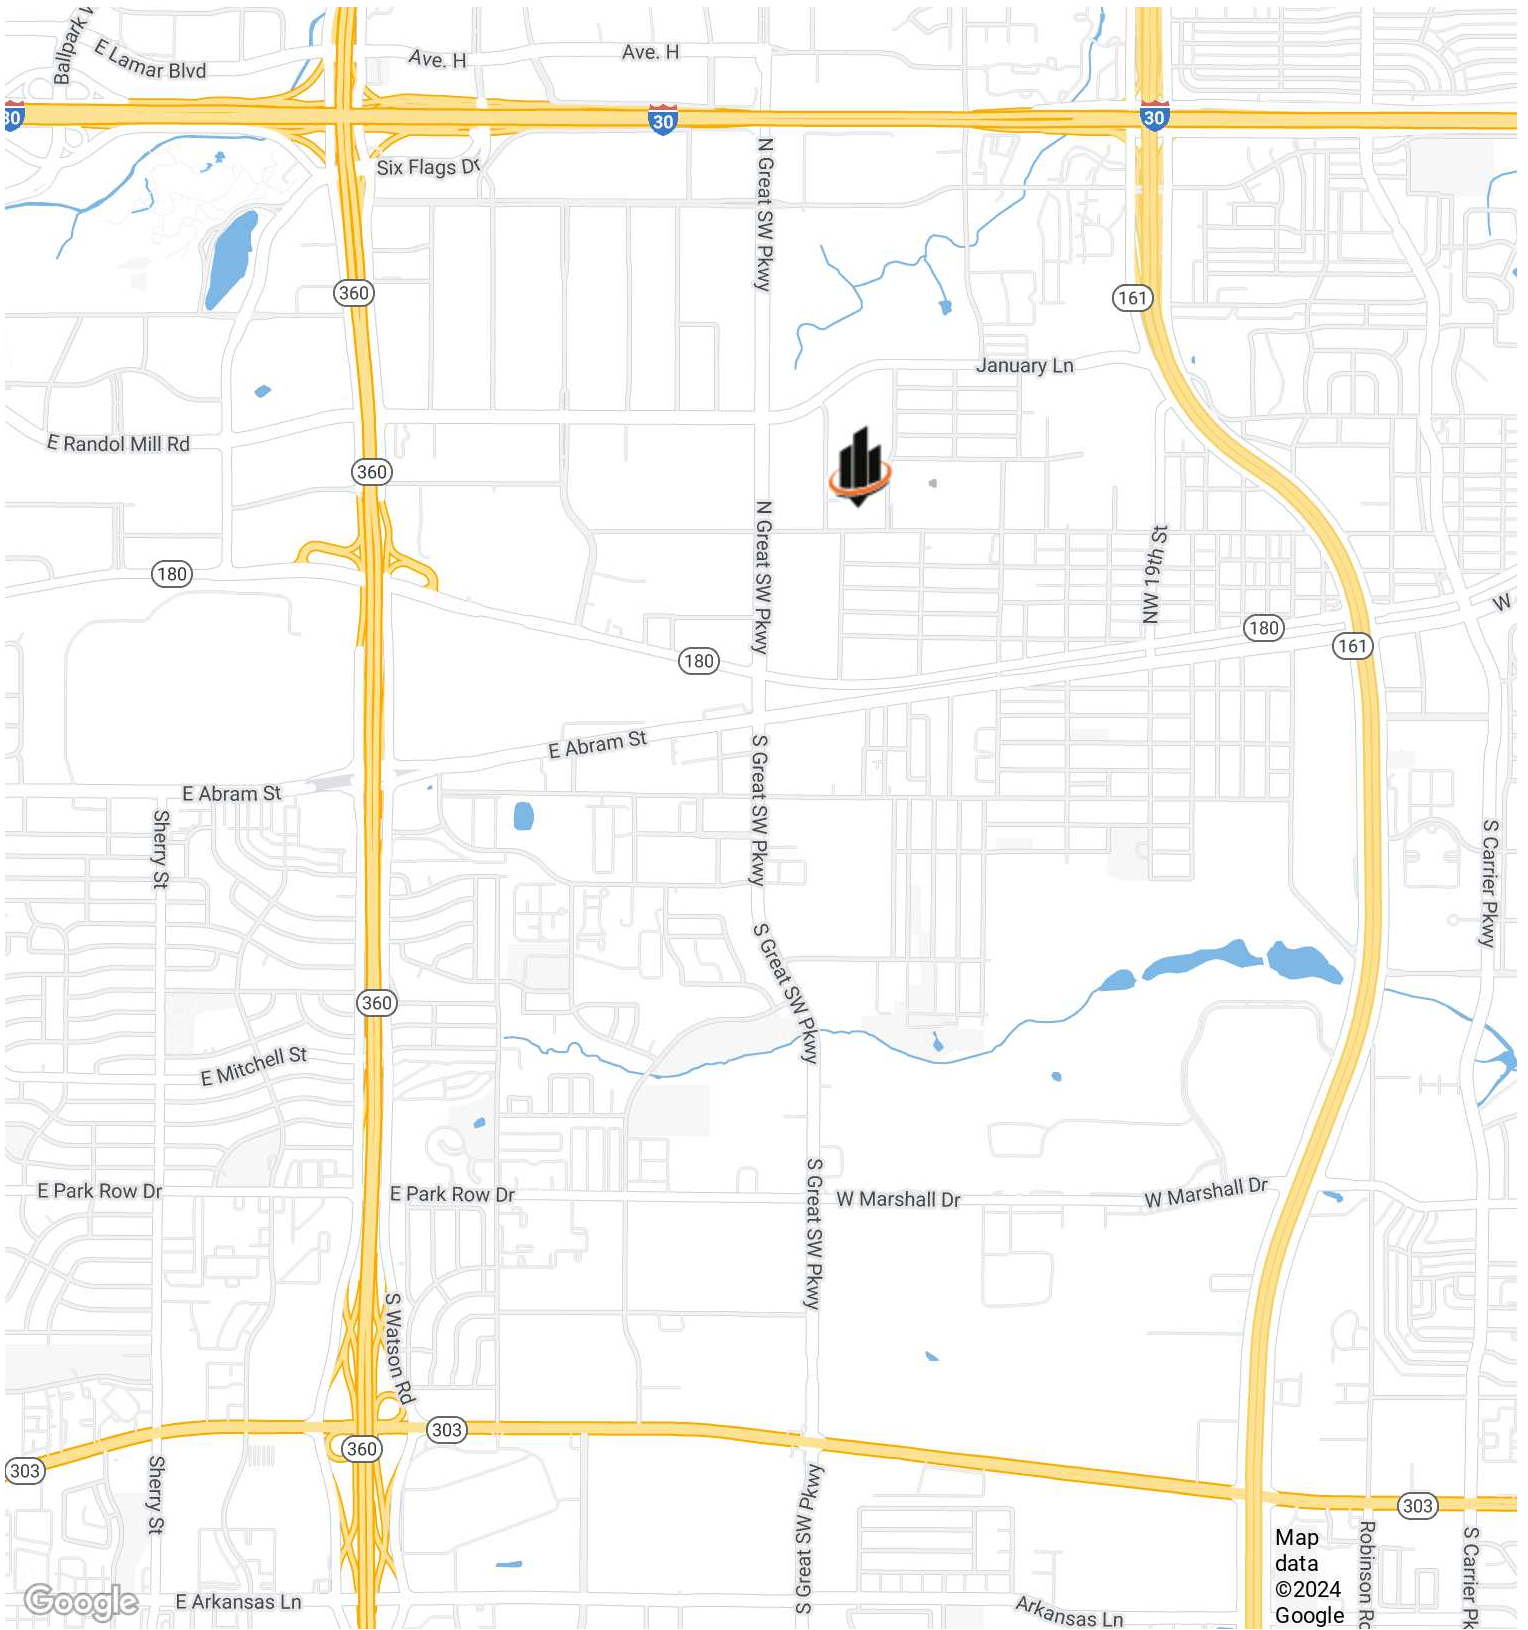 Ballpark W
E Lamar Blvd
Ave. H
Ave. H
30
30
30
Six Flags Dr
N Great SW Pkwy
360
161
January Ln
E Randol Mill Rd
360
N Great SW Pkwy
NW 19th St
180
180
W
180
161
E Abram St
S Great SW Pkwy
E Abram St
Sherry St
S Carrier Pkwy
S Great SW Pkwy
360
E Mitchell St
E Park Row Dr
E Park Row Dr
S Great SW Pkwy
W Marshall Dr
W Marshall Dr
S Watson Rd
303
360
303
303
Sherry St
S Great SW Pkwy
Robinson Rd
S Carrier Pk
Map
data
©2024
Google
Google
E Arkansas Ln
Arkansas Ln